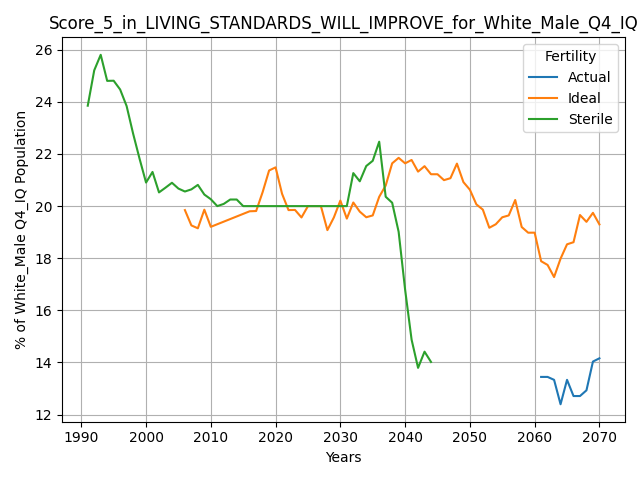 Score_5_in_LIVING_STANDARDS_WILL_IMPROVE_for_White_Male_Q4_IQ
Fertility
Actual
Ideal
Sterile
% of White_Male Q4_IQ Population
26
24
22
20
18
16
14
12
1990 2000 2010 2020 2030 2040 2050 2060 2070
Years